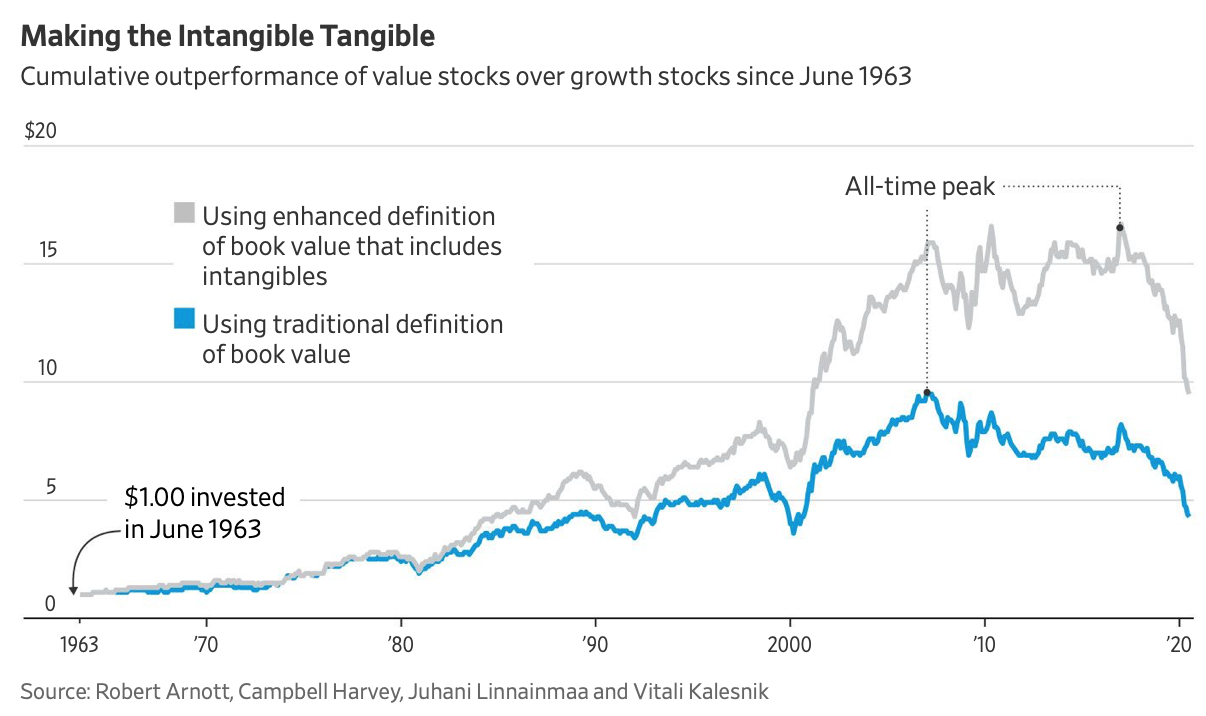 Making the Intangible Tangible
Cumulative outperformance of value stocks over growth stocks since June 1963
$20
All-time peak
Using enhanced definition
of book value that includes
intangibles
15
Using traditional definition
of book value
10
5
$1.00 invested
in June 1963
0
1963 ’70 ’80 ’90 2000 ’10 ’20
Source: Robert Arnott, Campbell Harvey, Juhani Linnainmaa and Vitali Kalesnik